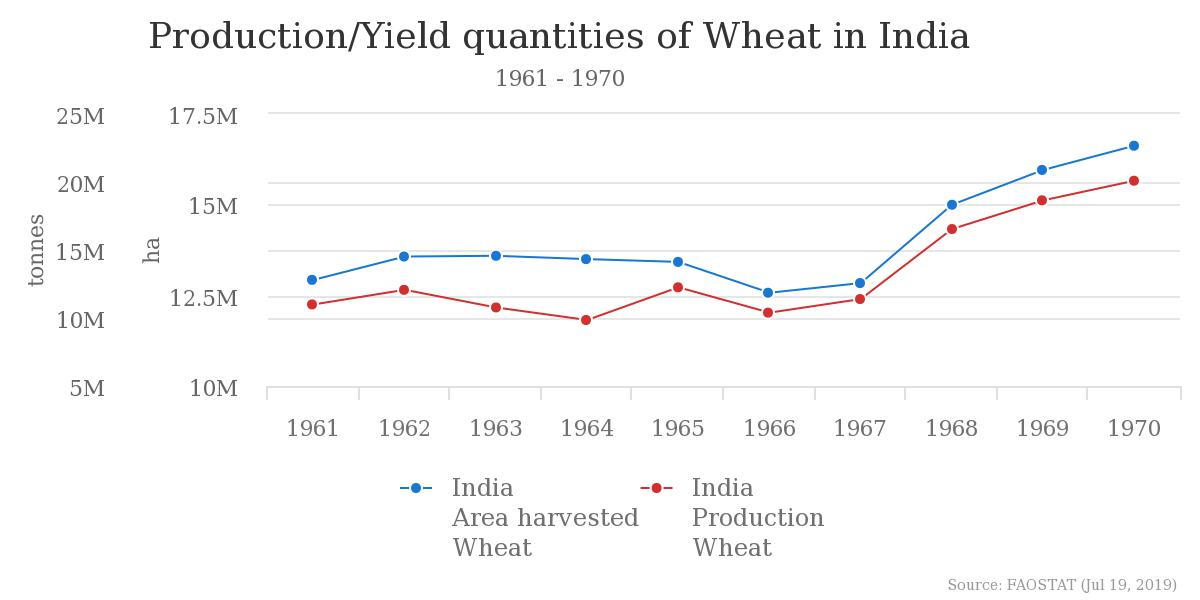 Production/Yield quantities of Wheat in India
1961 - 1970
25M 17.5M
20M
15M
15M
12.5M
10M
5M 10M
tonnes
ha
1961 1962 1963 1964 1965 1966 1967 1968 1969 1970
India India
Area harvested Production
Wheat Wheat
Source: FAOSTAT (Jul 19, 2019)